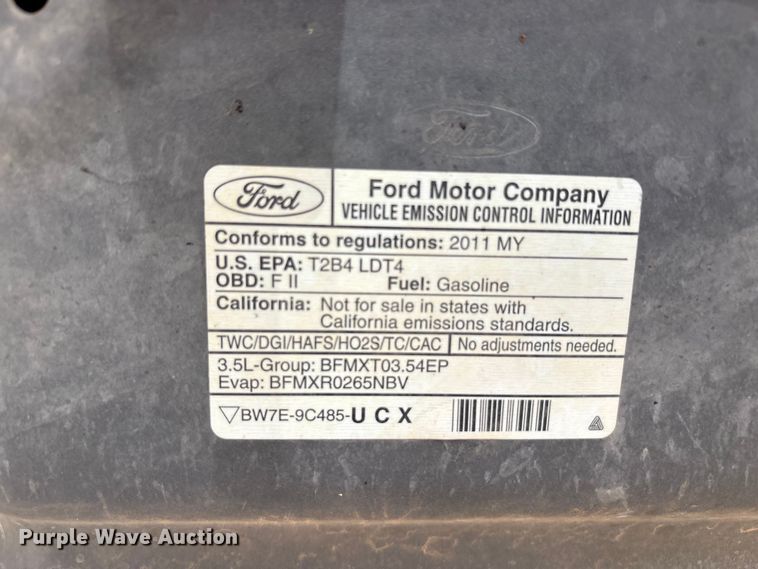 Ford
Ford
Ford Motor Company
VEHICLE EMISSION CONTROL INFORMATION
Conforms to regulations: 2011 MY
U.S. EPA: T2B4 LDT4
OBD: F II Fuel: Gasoline
California: Not for sale in states with
California emissions standards.
TWC/DGI/HAFS/HO2S/TC/CAC No adjustments needed.
3.5L-Group: BFMXT03.54EP
Evap: BFMXR0265NBV
▽BW7E-9C485-U C X
Purple Wave Auction